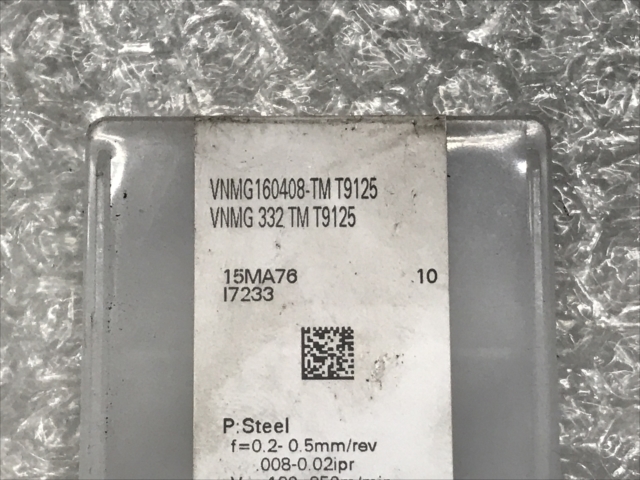 VNMG160408-TM T9125
VNMG 332 TM T9125
15MA76 10
I7233
P:Steel
f=0.2- 0.5mm/rev
.008-0.02ipr